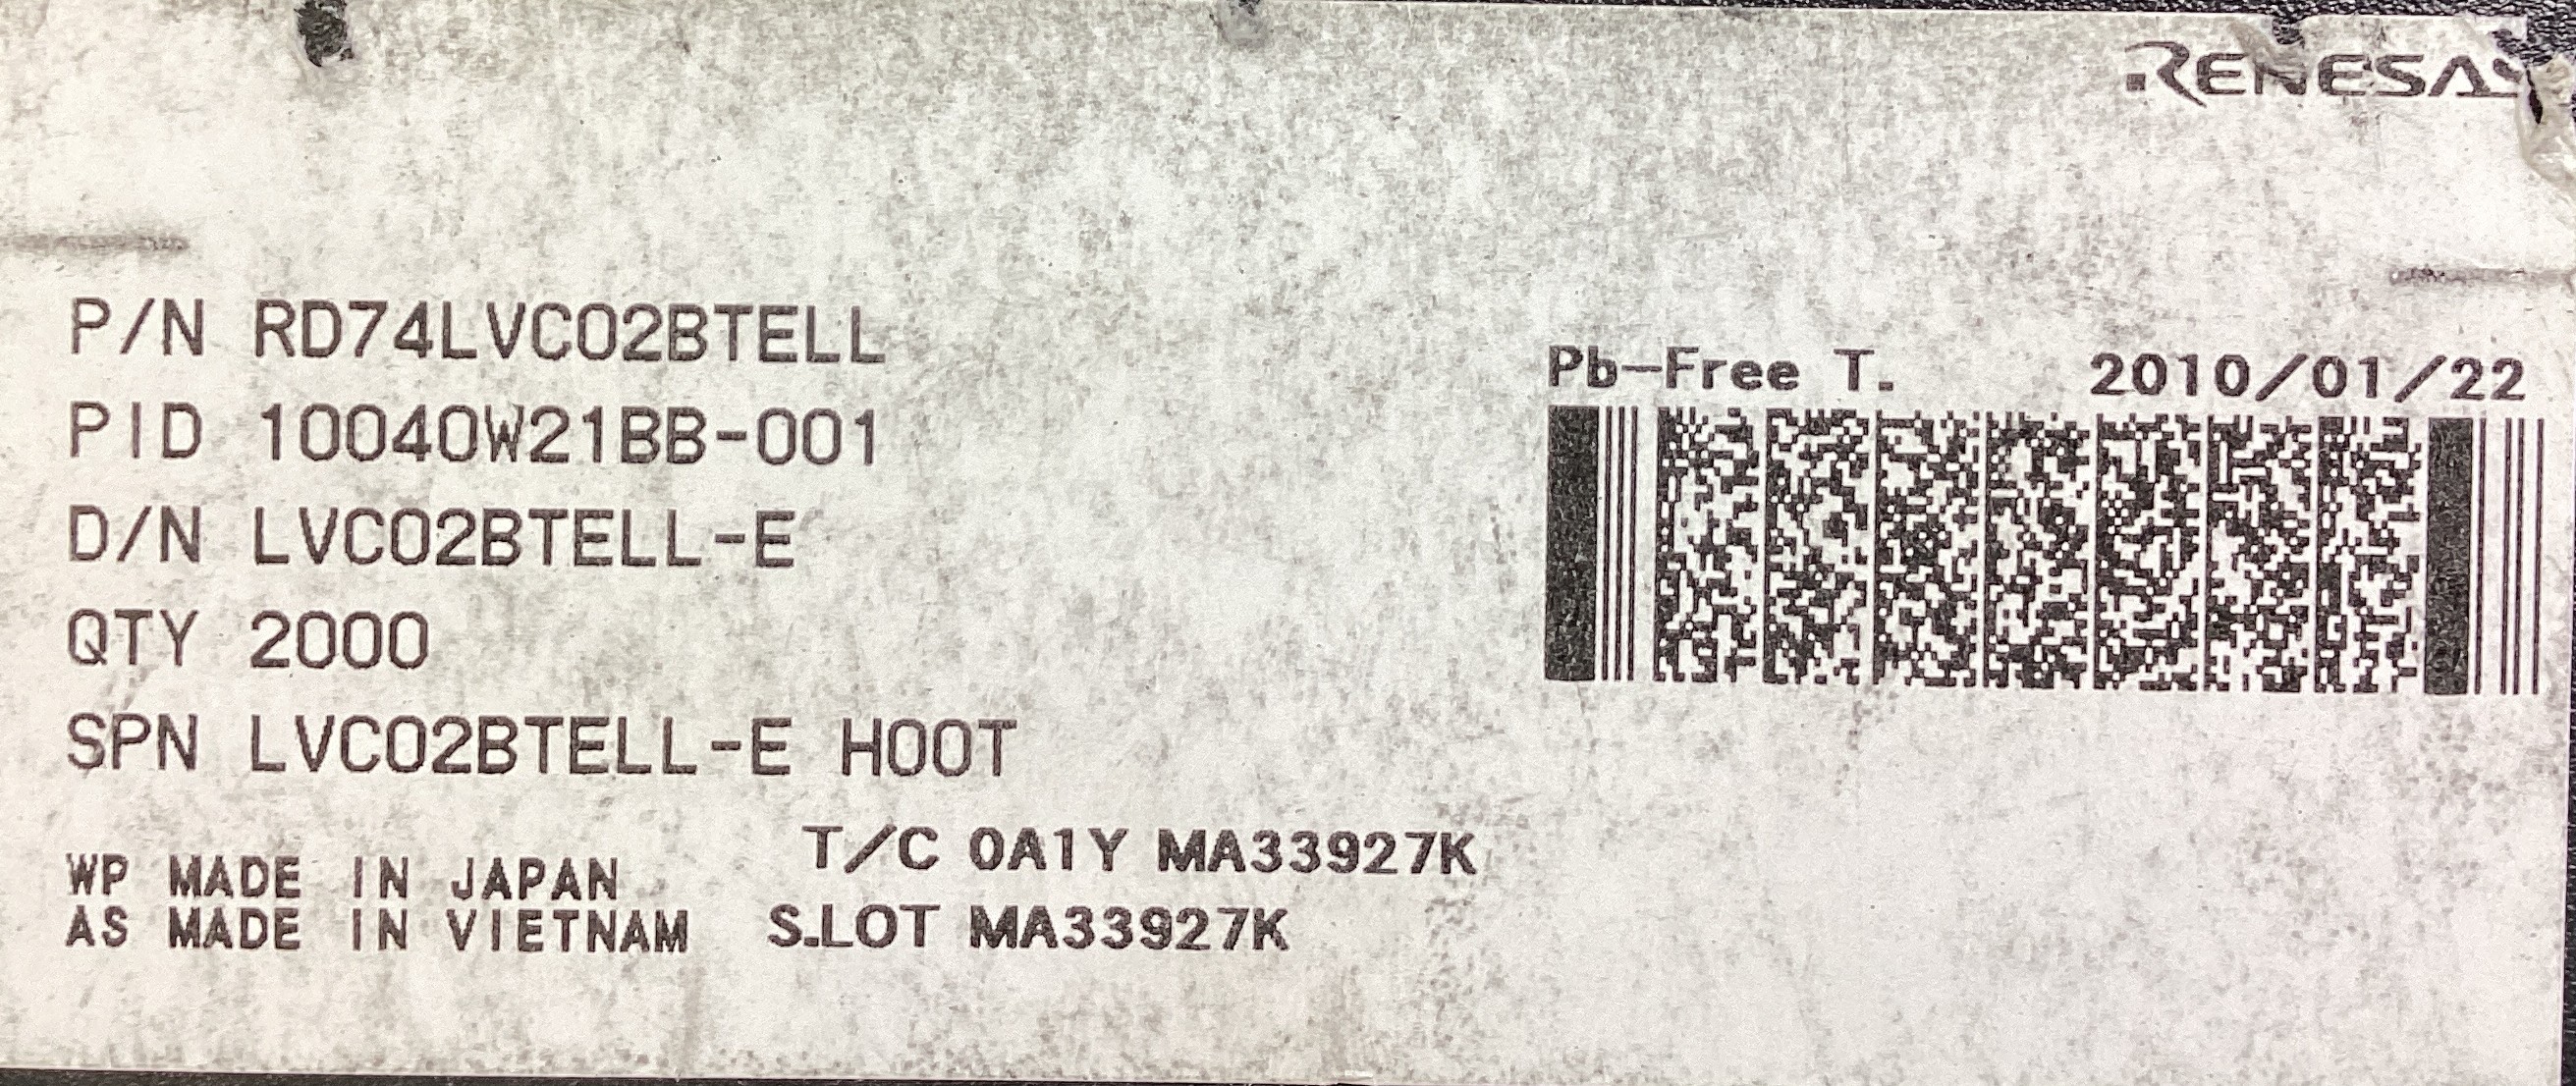 RENESAS
P/N RD74LVC02BTELL
PID 10040W21BB-001
D/N LVC02BTELL-E
QTY 2000
SPN LVC02BTELL-E H00T
Pb-Free T. 2010/01/22
T/C 0A1Y MA33927K
WP MADE IN JAPAN
AS MADE IN VIETNAM
S.LOT MA33927K